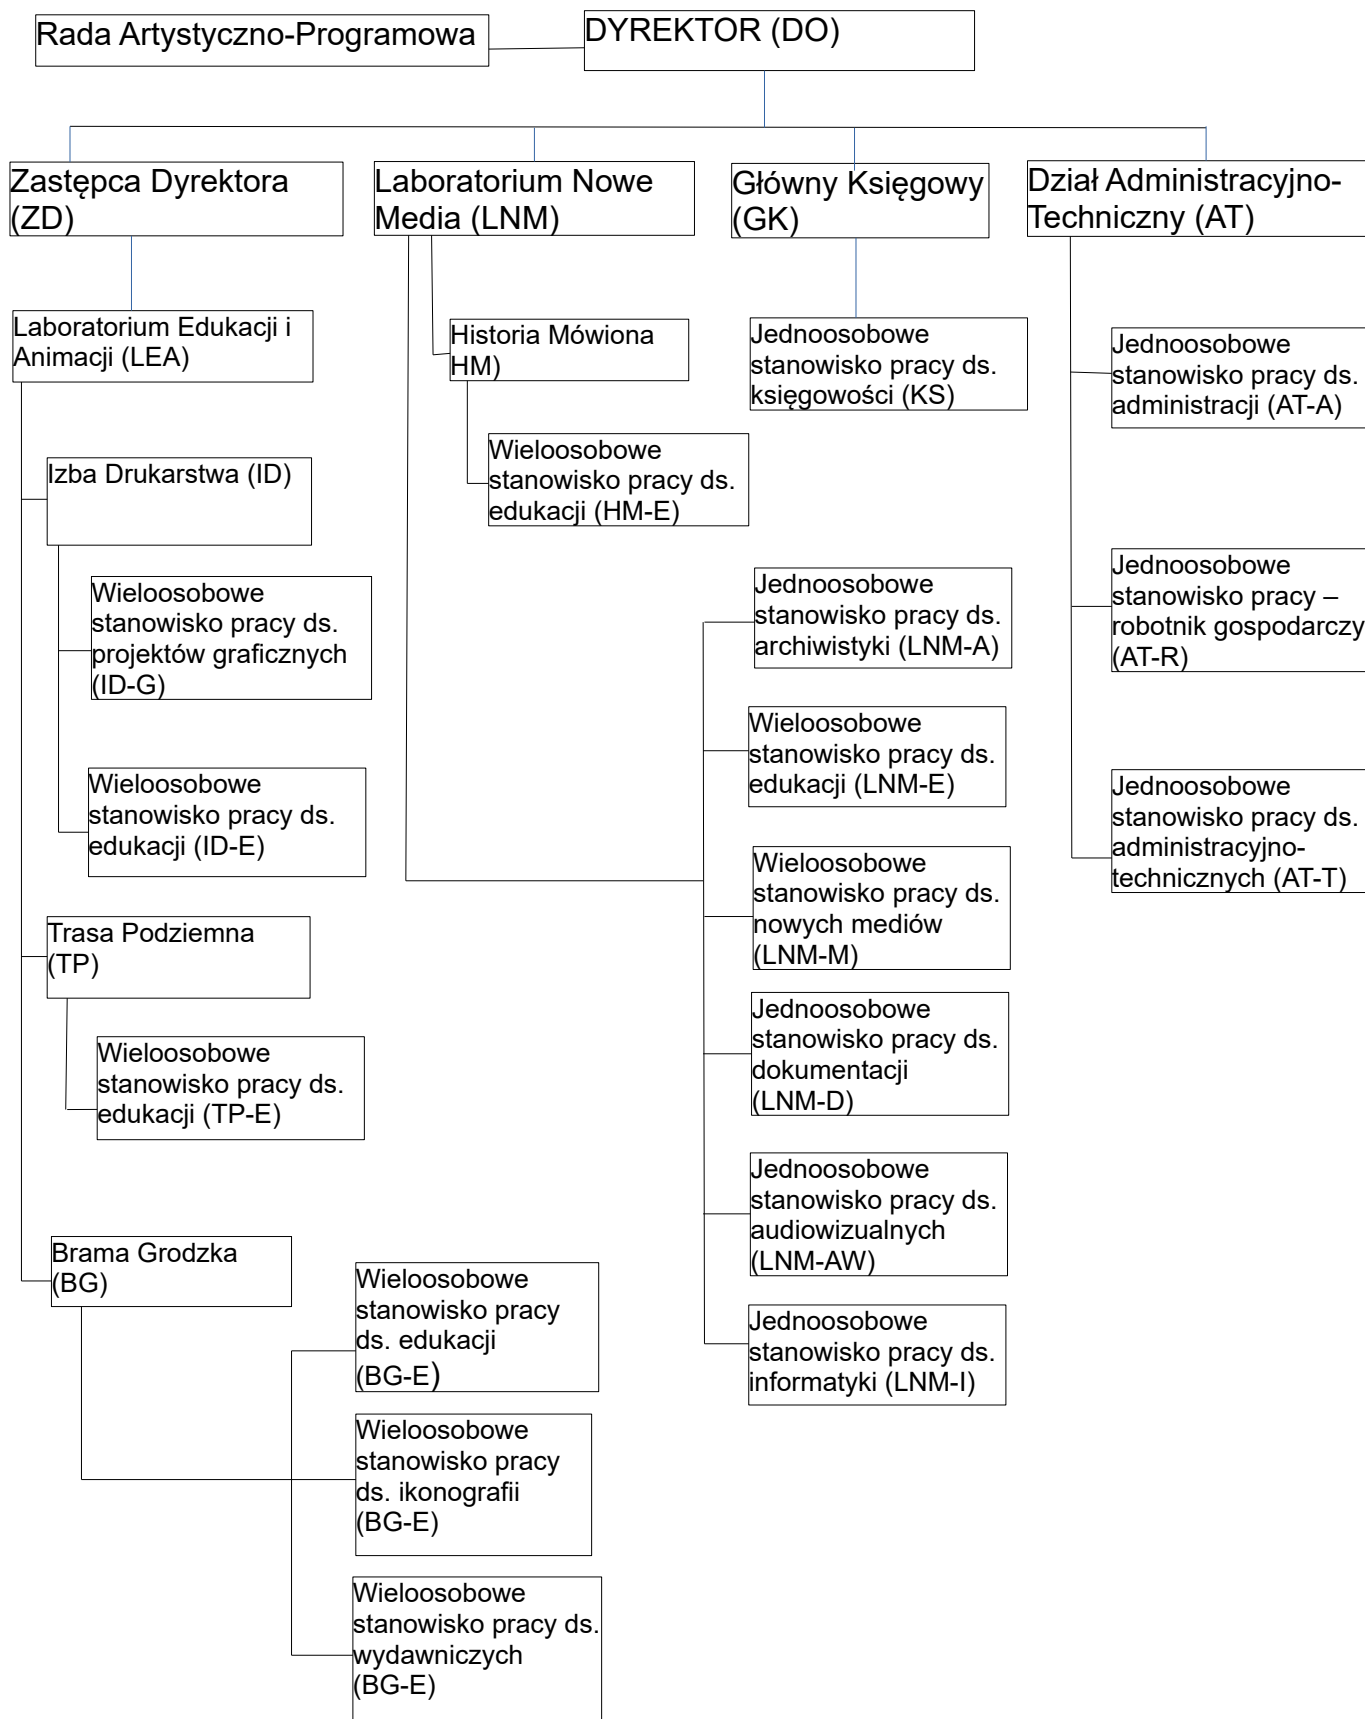 Rada Artystyczno-Programowa
DYREKTOR (DO)
Zastępca Dyrektora
(ZD)
Laboratorium Nowe
Media (LNM)
Główny Księgowy
(GK)
Dział Administracyjno-
Techniczny (AT)
Laboratorium Edukacji i
Animacji (LEA)
Izba Drukarstwa (ID)
Wieloosobowe
stanowisko pracy ds.
projektów graficznych
(ID-G)
Wieloosobowe
stanowisko pracy ds.
edukacji (ID-E)
Trasa Podziemna
(TP)
Wieloosobowe
stanowisko pracy ds.
edukacji (TP-E)
Brama Grodzka
(BG)
Wieloosobowe
stanowisko pracy
ds. edukacji
(BG-E)
Wieloosobowe
stanowisko pracy
ds. ikonografii
(BG-E)
Wieloosobowe
stanowisko pracy ds.
wydawniczych
(BG-E)
Historia Mówiona
HM)
Wieloosobowe
stanowisko pracy ds.
edukacji (HM-E)
Jednoosobowe
stanowisko pracy ds.
archiwistyki (LNM-A)
Wieloosobowe
stanowisko pracy ds.
edukacji (LNM-E)
Wieloosobowe
stanowisko pracy ds.
nowych mediów
(LNM-M)
Jednoosobowe
stanowisko pracy ds.
dokumentacji
(LNM-D)
Jednoosobowe
stanowisko pracy ds.
audiowizualnych
(LNM-AW)
Jednoosobowe
stanowisko pracy ds.
informatyki (LNM-I)
Jednoosobowe
stanowisko pracy ds.
księgowości (KS)
Jednoosobowe
stanowisko pracy ds.
administracji (AT-A)
Jednoosobowe
stanowisko pracy –
robotnik gospodarczy
(AT-R)
Jednoosobowe
stanowisko pracy ds.
administracyjno-
technicznych (AT-T)